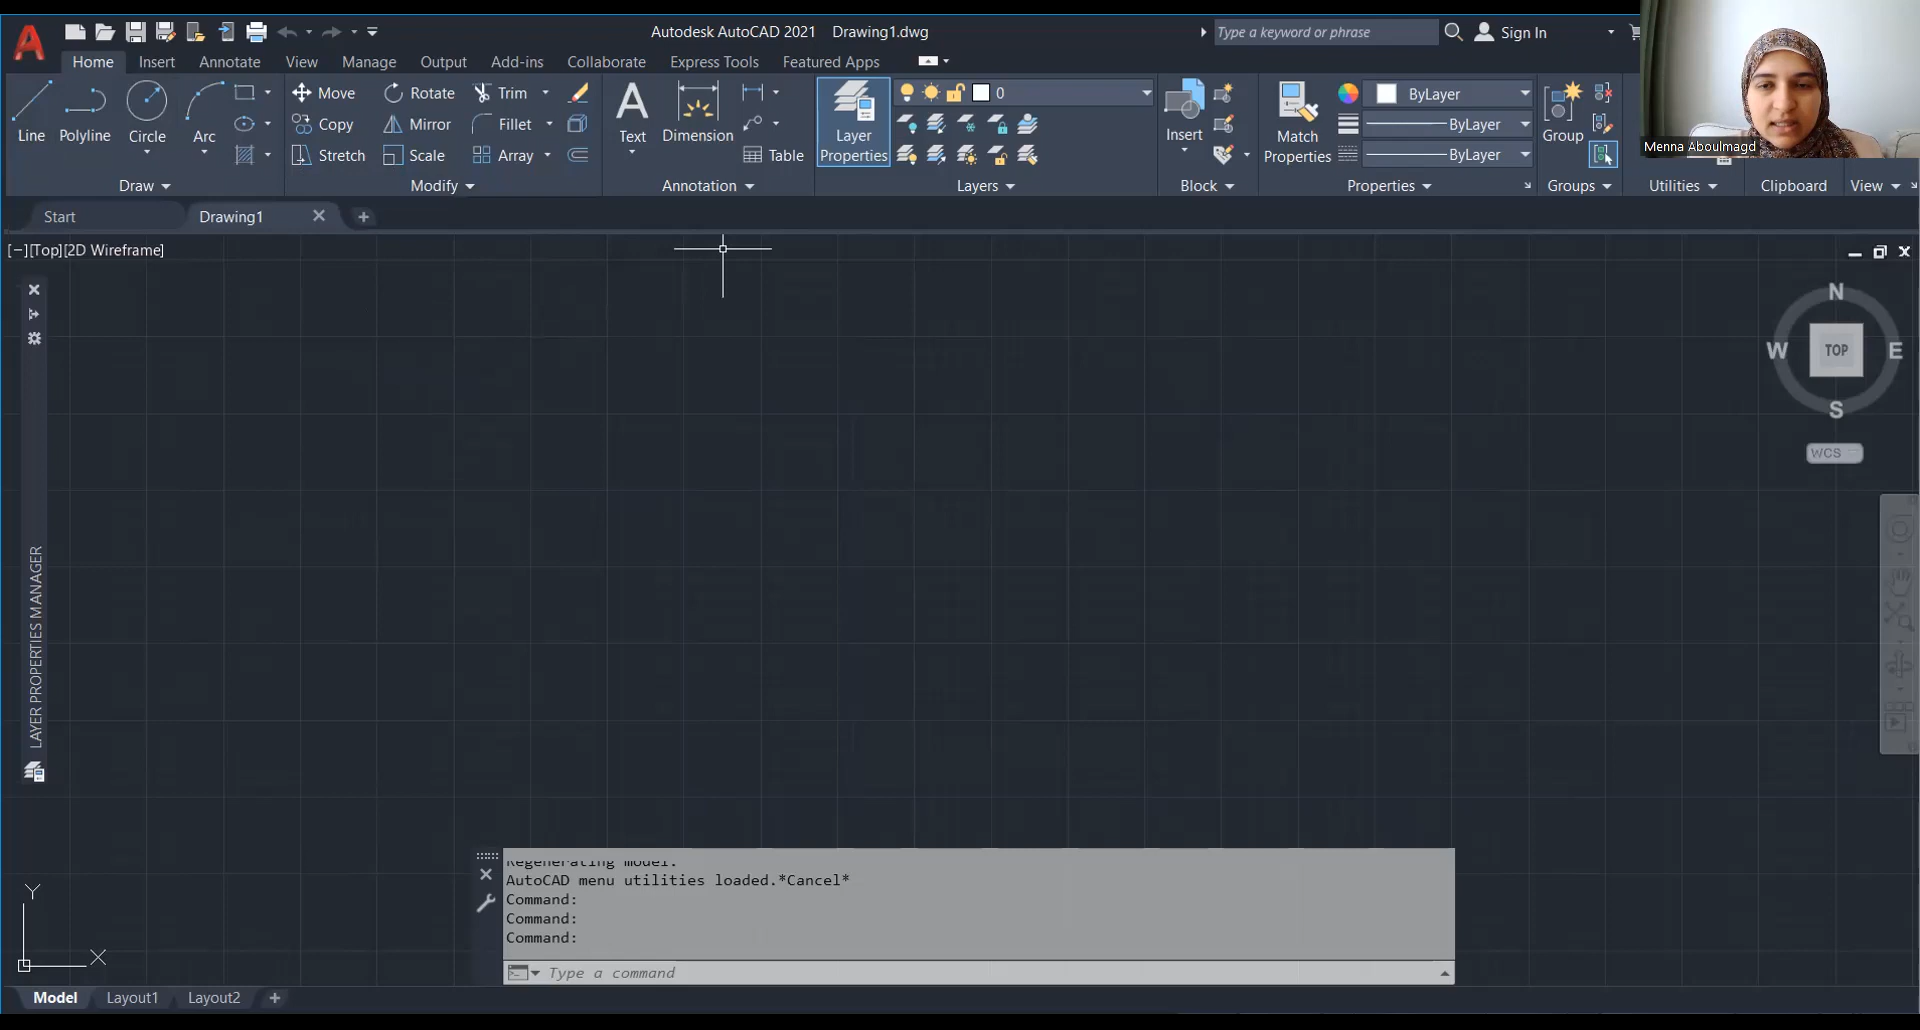 Autodesk AutoCAD 2021 Drawing1.dwg
Type a keyword or phrase
Sign In
Home Insert Annotate View Manage Output Add-ins Collaborate Express Tools Featured Apps
Line Polyline Circle Arc
Move Rotate Trim
Copy Mirror Fillet
Stretch Scale Array
Text Dimension Table
Layer Properties
0
Insert
Match Properties
ByLayer
ByLayer
ByLayer
Group
Menna Aboulmagd
Draw Modify Annotation Layers Block Properties Groups Utilities Clipboard View
Start Drawing1
[−][Top][2D Wireframe]
N
W TOP E
S
WCS
LAYER PROPERTIES MANAGER
Regenerating model.
AutoCAD menu utilities loaded.*Cancel*
Command:
Command:
Command:
Type a command
Y
X
Model Layout1 Layout2